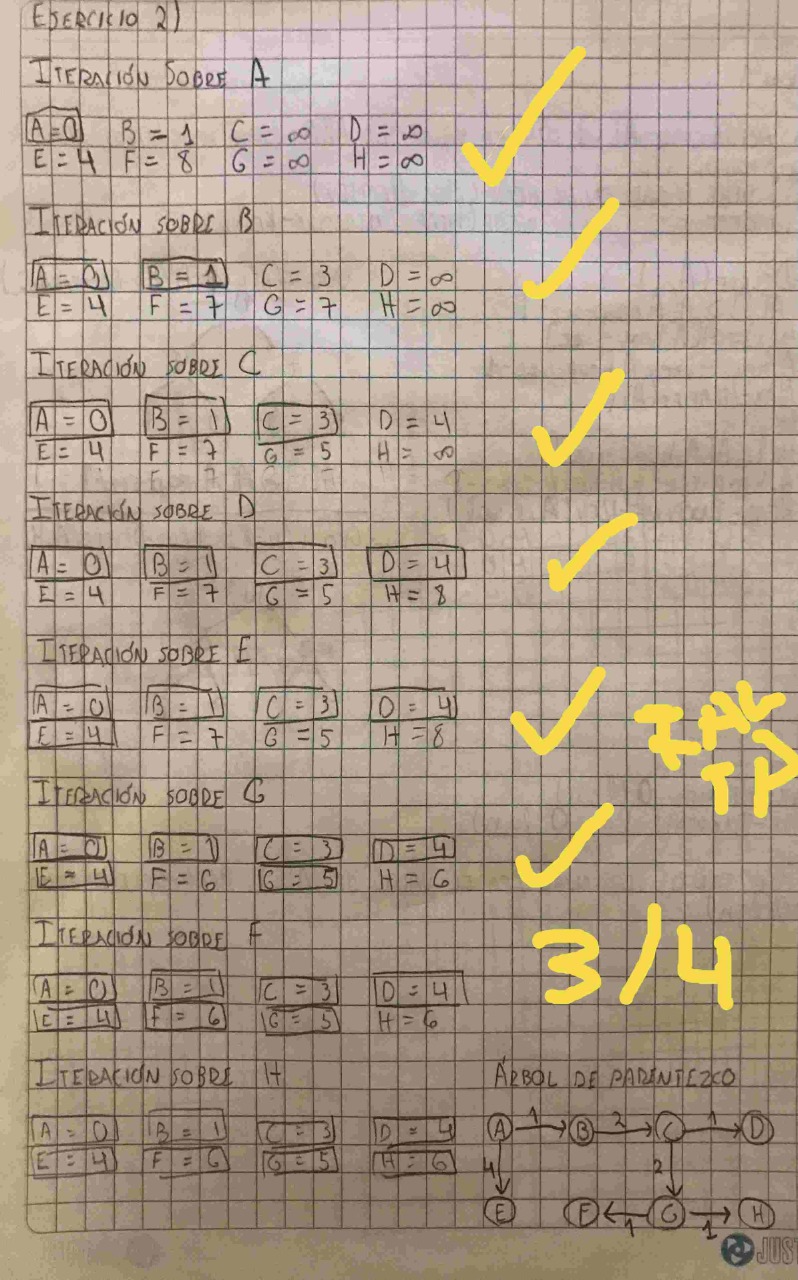 EJERCICIO 2)
ITERACIÓN SOBRE A
A=0 B = 1 C = ∞ D = ∞
E = 4 F = 8 G = ∞ H = ∞
ITERACIÓN SOBRE B
A = 0 B = 1 C = 3 D = ∞
E = 4 F = 7 G = 7 H = ∞
ITERACIÓN SOBRE C
A = 0 B = 1 C = 3 D = 4
E = 4 F = 7 G = 5 H = ∞
ITERACIÓN SOBRE D
A = 0 B = 1 C = 3 D = 4
E = 4 F = 7 G = 5 H = 8
ITERACIÓN SOBRE E
A = 0 B = 1 C = 3 D = 4
E = 4 F = 7 G = 5 H = 8
ITERACIÓN SOBRE G
A = 0 B = 1 C = 3 D = 4
E = 4 F = 6 G = 5 H = 6
ITERACIÓN SOBRE F
A = 0 B = 1 C = 3 D = 4
E = 4 F = 6 G = 5 H = 6
3/4
ITERACIÓN SOBRE H
A = 0 B = 1 C = 3 D = 4
E = 4 F = 6 G = 5 H = 6
ÁRBOL DE PARENTEZCO
A 1 B 2 C 1 D
4 2
E F 1 G 1 H
JUS